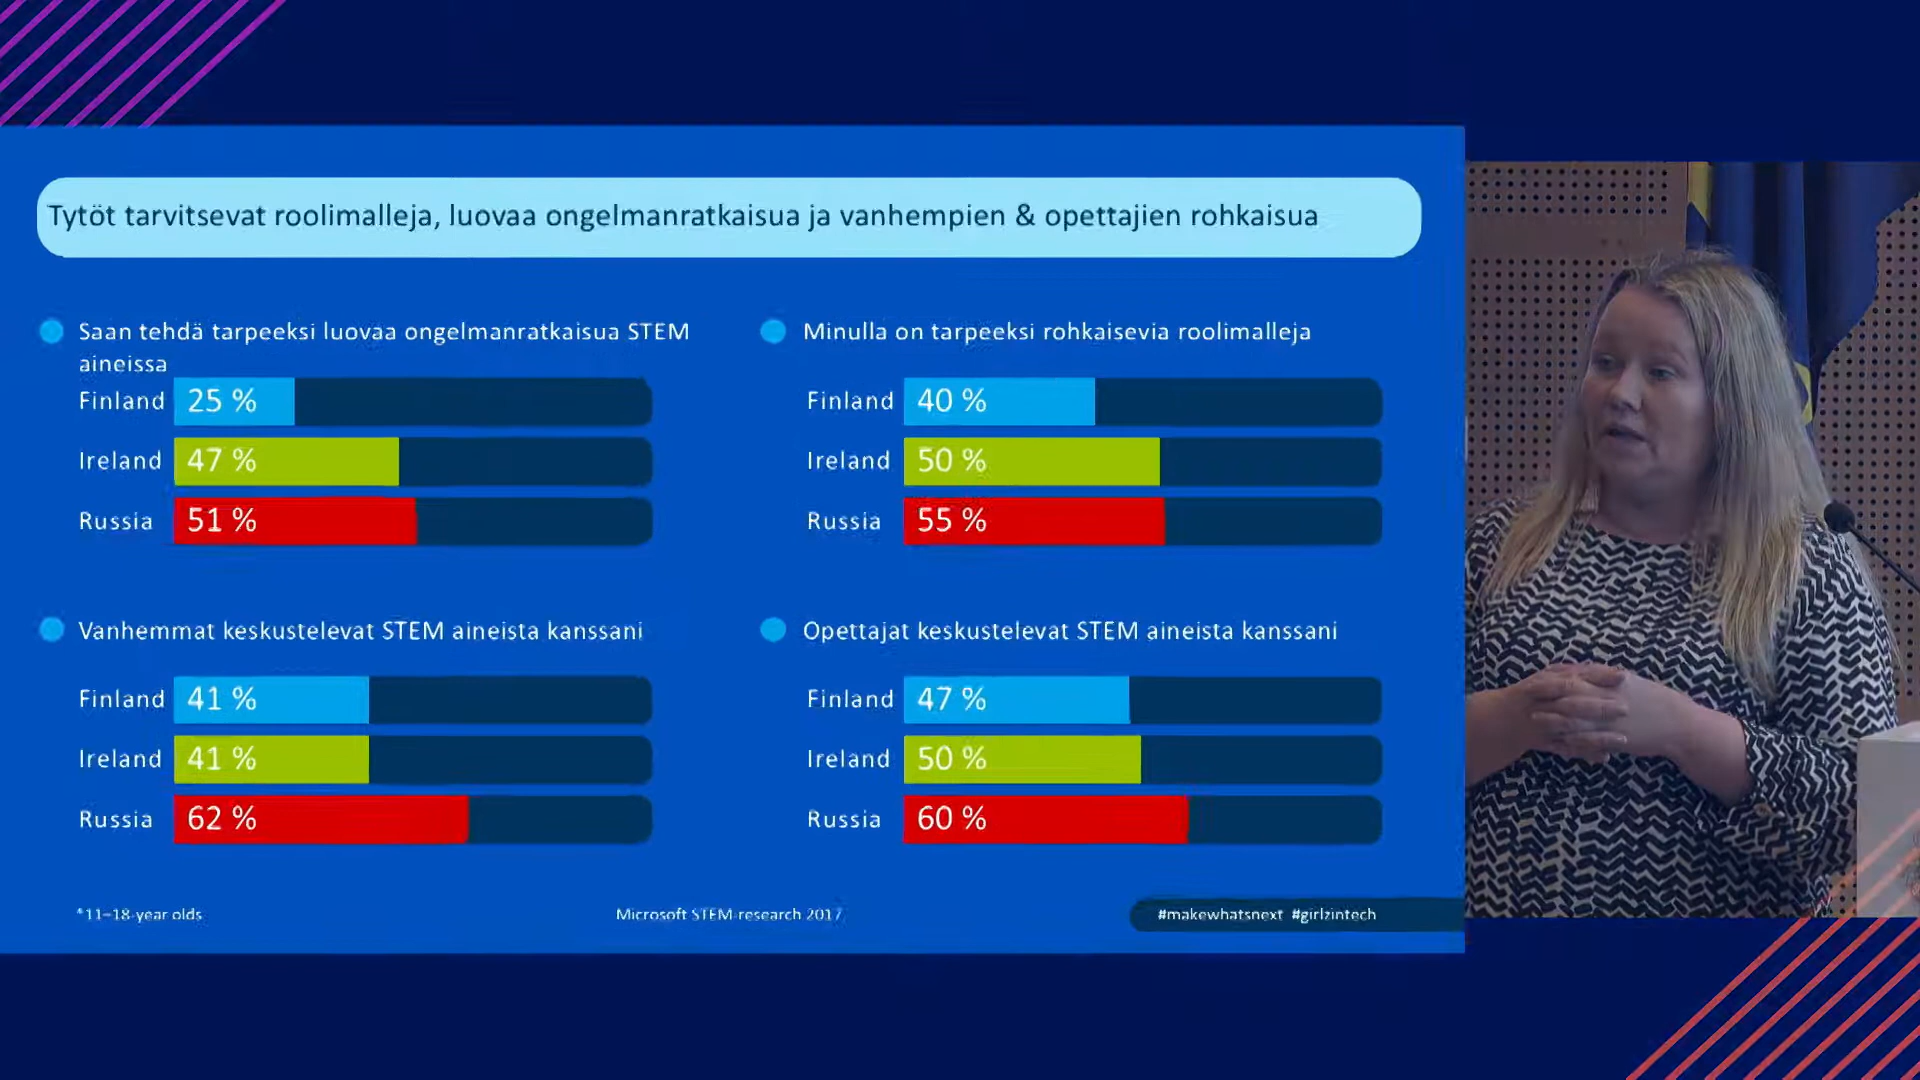 Tytöt tarvitsevat roolimalleja, luovaa ongelmanratkaisua ja vanhempien & opettajien rohkaisua
Saan tehdä tarpeeksi luovaa ongelmanratkaisua STEM
aineissa
Finland 25 %
Ireland 47 %
Russia 51 %
Minulla on tarpeeksi rohkaisevia roolimalleja
Finland 40 %
Ireland 50 %
Russia 55 %
Vanhemmat keskustelevat STEM aineista kanssani
Finland 41 %
Ireland 41 %
Russia 62 %
Opettajat keskustelevat STEM aineista kanssani
Finland 47 %
Ireland 50 %
Russia 60 %
*11–18-year olds
Microsoft STEM-research 2017
#makewhatsnext #girlzintech